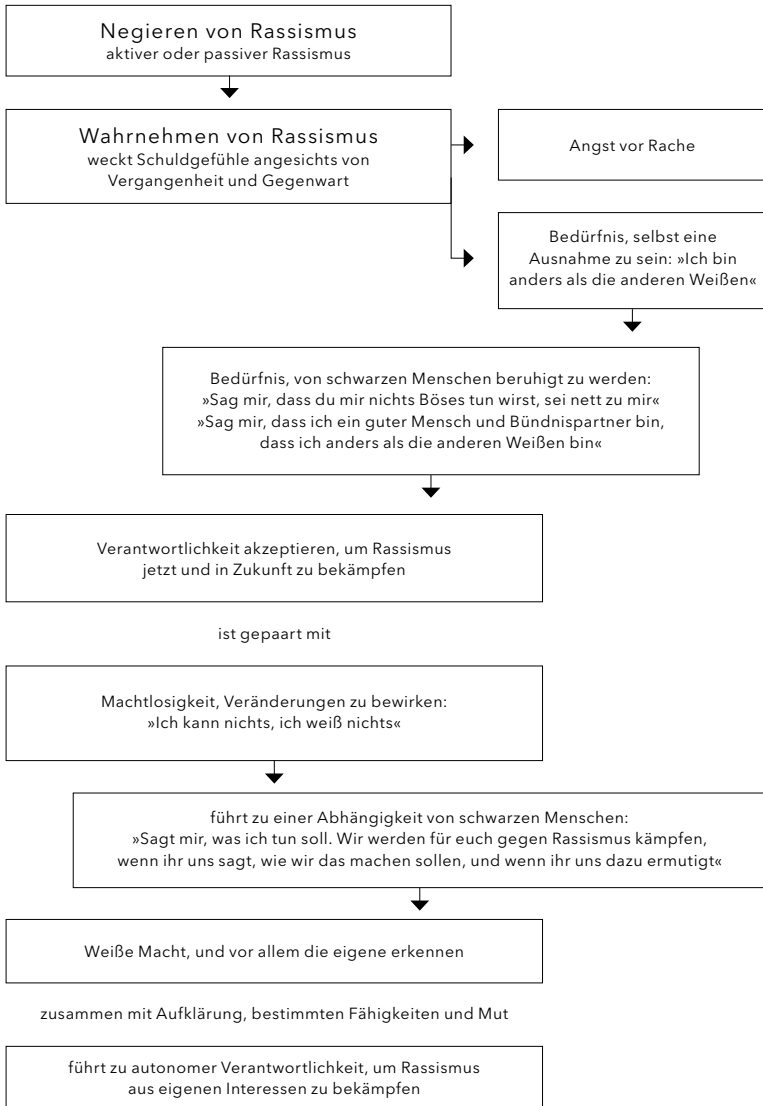 Negieren von Rassismus
aktiver oder passiver Rassismus
Wahrnehmen von Rassismus
weckt Schuldgefühle angesichts von
Vergangenheit und Gegenwart
Angst vor Rache
Bedürfnis, selbst eine
Ausnahme zu sein: »Ich bin
anders als die anderen Weißen«
Bedürfnis, von schwarzen Menschen beruhigt zu werden:
»Sag mir, dass du mir nichts Böses tun wirst, sei nett zu mir«
»Sag mir, dass ich ein guter Mensch und Bündnispartner bin,
dass ich anders als die anderen Weißen bin«
Verantwortlichkeit akzeptieren, um Rassismus
jetzt und in Zukunft zu bekämpfen
ist gepaart mit
Machtlosigkeit, Veränderungen zu bewirken:
»Ich kann nichts, ich weiß nichts«
führt zu einer Abhängigkeit von schwarzen Menschen:
»Sagt mir, was ich tun soll. Wir werden für euch gegen Rassismus kämpfen,
wenn ihr uns sagt, wie wir das machen sollen, und wenn ihr uns dazu ermutigt«
Weiße Macht, und vor allem die eigene erkennen
zusammen mit Aufklärung, bestimmten Fähigkeiten und Mut
führt zu autonomer Verantwortlichkeit, um Rassismus
aus eigenen Interessen zu bekämpfen